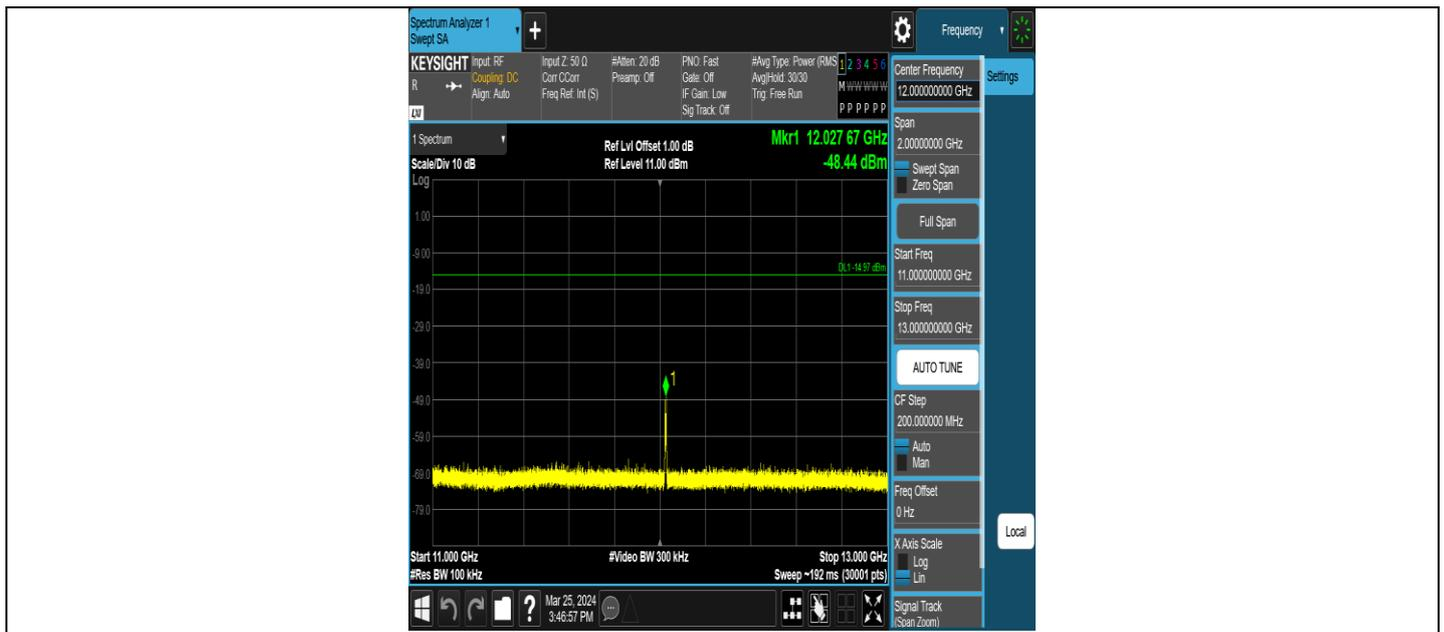 Spectrum Analyzer 1
Swept SA
+
Frequency
KEYSIGHT
R
LXI
Input: RF
Coupling: DC
Align: Auto
Input Z: 50 Ω
Corr CCorr
Freq Ref: Int (S)
#Atten: 20 dB
Preamp: Off
PNO: Fast
Gate: Off
IF Gain: Low
Sig Track: Off
#Avg Type: Power (RMS
Avg|Hold: 30/30
Trig: Free Run
1 2 3 4 5 6
M W W W W W
P P P P P P
1 Spectrum
Scale/Div 10 dB
Log
Ref Lvl Offset 1.00 dB
Ref Level 11.00 dBm
Mkr1 12.027 67 GHz
-48.44 dBm
1.00
-9.00
DL1 -14.97 dBm
-19.0
-29.0
-39.0
1
-49.0
-59.0
-69.0
-79.0
Start 11.000 GHz
#Video BW 300 kHz
Stop 13.000 GHz
#Res BW 100 kHz
Sweep ~192 ms (30001 pts)
?
Mar 25, 2024
3:46:57 PM
Center Frequency
12.000000000 GHz
Settings
Span
2.00000000 GHz
Swept Span
Zero Span
Full Span
Start Freq
11.000000000 GHz
Stop Freq
13.000000000 GHz
AUTO TUNE
CF Step
200.000000 MHz
Auto
Man
Freq Offset
0 Hz
X Axis Scale
Log
Lin
Signal Track
(Span Zoom)
Local